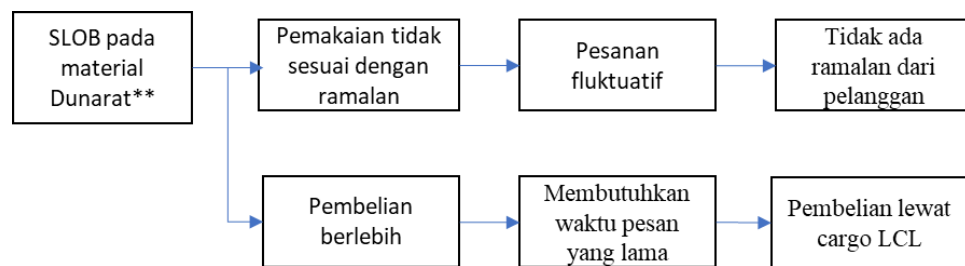 SLOB pada
material
Dunarat**
Pemakaian tidak
sesuai dengan
ramalan
Pesanan
fluktuatif
Tidak ada
ramalan dari
pelanggan
Pembelian
berlebih
Membutuhkan
waktu pesan
yang lama
Pembelian lewat
cargo LCL